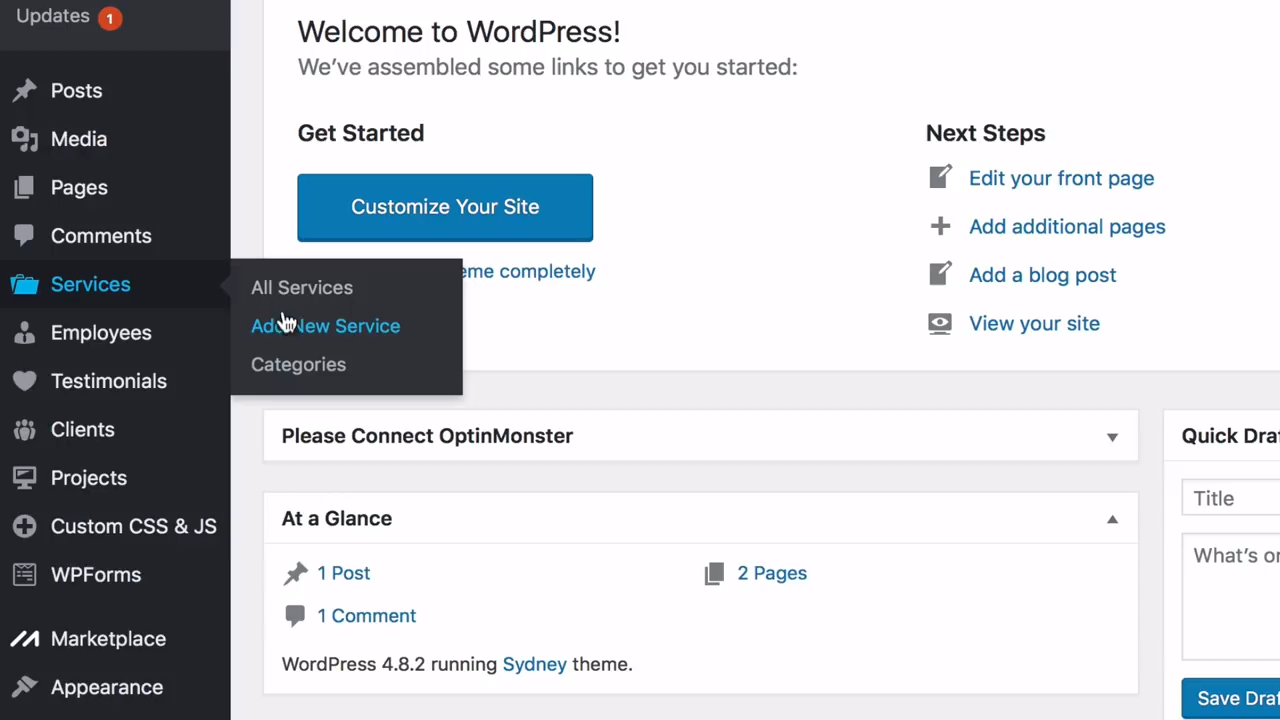 Updates 1
Posts
Media
Pages
Comments
Services
Employees
Testimonials
Clients
Projects
Custom CSS & JS
WPForms
Marketplace
Appearance
All Services
Add New Service
Categories
Welcome to WordPress!
We've assembled some links to get you started:
Get Started
Customize Your Site
completely
Next Steps
Edit your front page
Add additional pages
Add a blog post
View your site
Please Connect OptinMonster
At a Glance
1 Post
2 Pages
1 Comment
WordPress 4.8.2 running Sydney theme.
Quick
Title
What's
Save